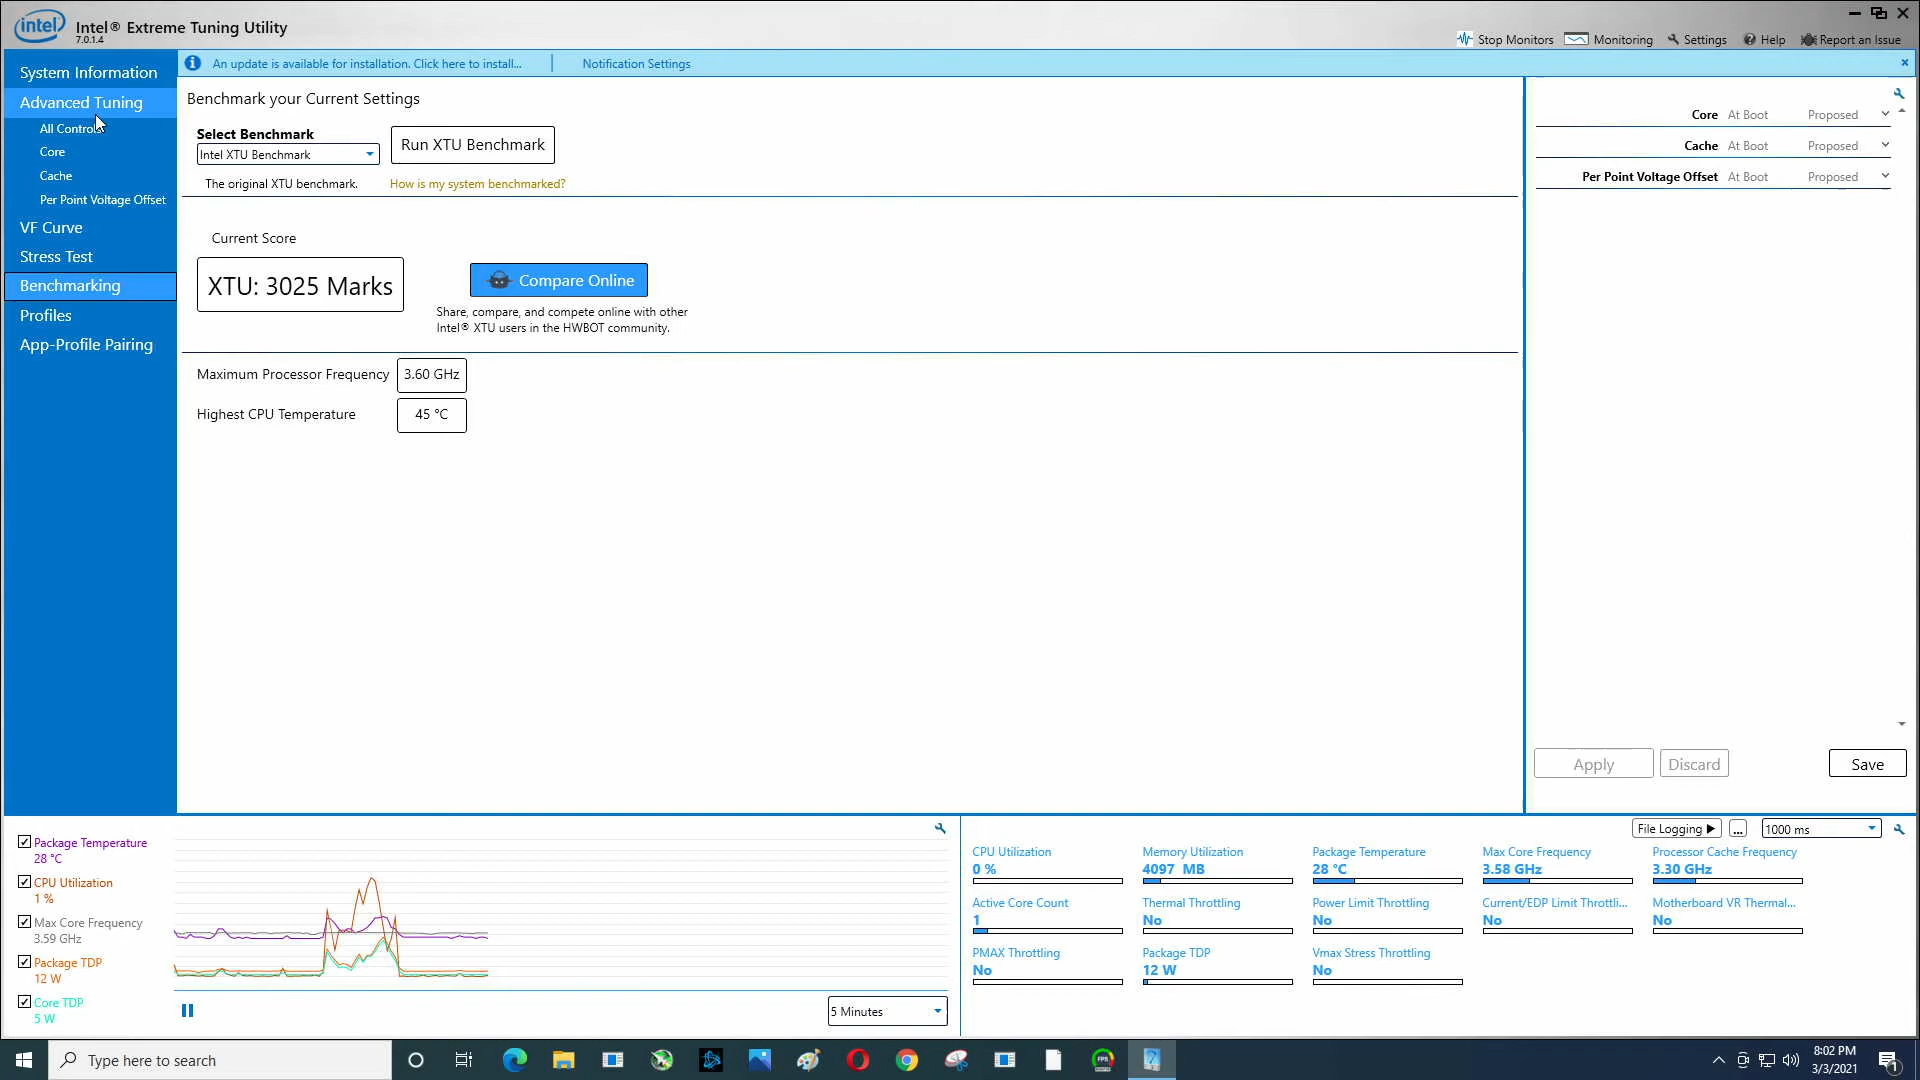 intel
Intel® Extreme Tuning Utility
7.0.1.4
Stop Monitors
Monitoring
Settings
Help
Report an Issue
System Information
Advanced Tuning
All Controls
Core
Cache
Per Point Voltage Offset
VF Curve
Stress Test
Benchmarking
Profiles
App-Profile Pairing
An update is available for installation. Click here to install...
Notification Settings
Benchmark your Current Settings
Select Benchmark
Intel XTU Benchmark
Run XTU Benchmark
The original XTU benchmark.
How is my system benchmarked?
Current Score
XTU: 3025 Marks
Compare Online
Share, compare, and compete online with other
Intel® XTU users in the HWBOT community.
Maximum Processor Frequency
3.60 GHz
Highest CPU Temperature
45 °C
Core At Boot Proposed
Cache At Boot Proposed
Per Point Voltage Offset At Boot Proposed
Apply
Discard
Save
Package Temperature
28 °C
CPU Utilization
1 %
Max Core Frequency
3.59 GHz
Package TDP
12 W
Core TDP
5 W
5 Minutes
File Logging
...
1000 ms
CPU Utilization
0 %
Memory Utilization
4097 MB
Package Temperature
28 °C
Max Core Frequency
3.58 GHz
Processor Cache Frequency
3.30 GHz
Active Core Count
1
Thermal Throttling
No
Power Limit Throttling
No
Current/EDP Limit Throttli...
No
Motherboard VR Thermal...
No
PMAX Throttling
No
Package TDP
12 W
Vmax Stress Throttling
No
Type here to search
FPS
8:02 PM
3/3/2021
1